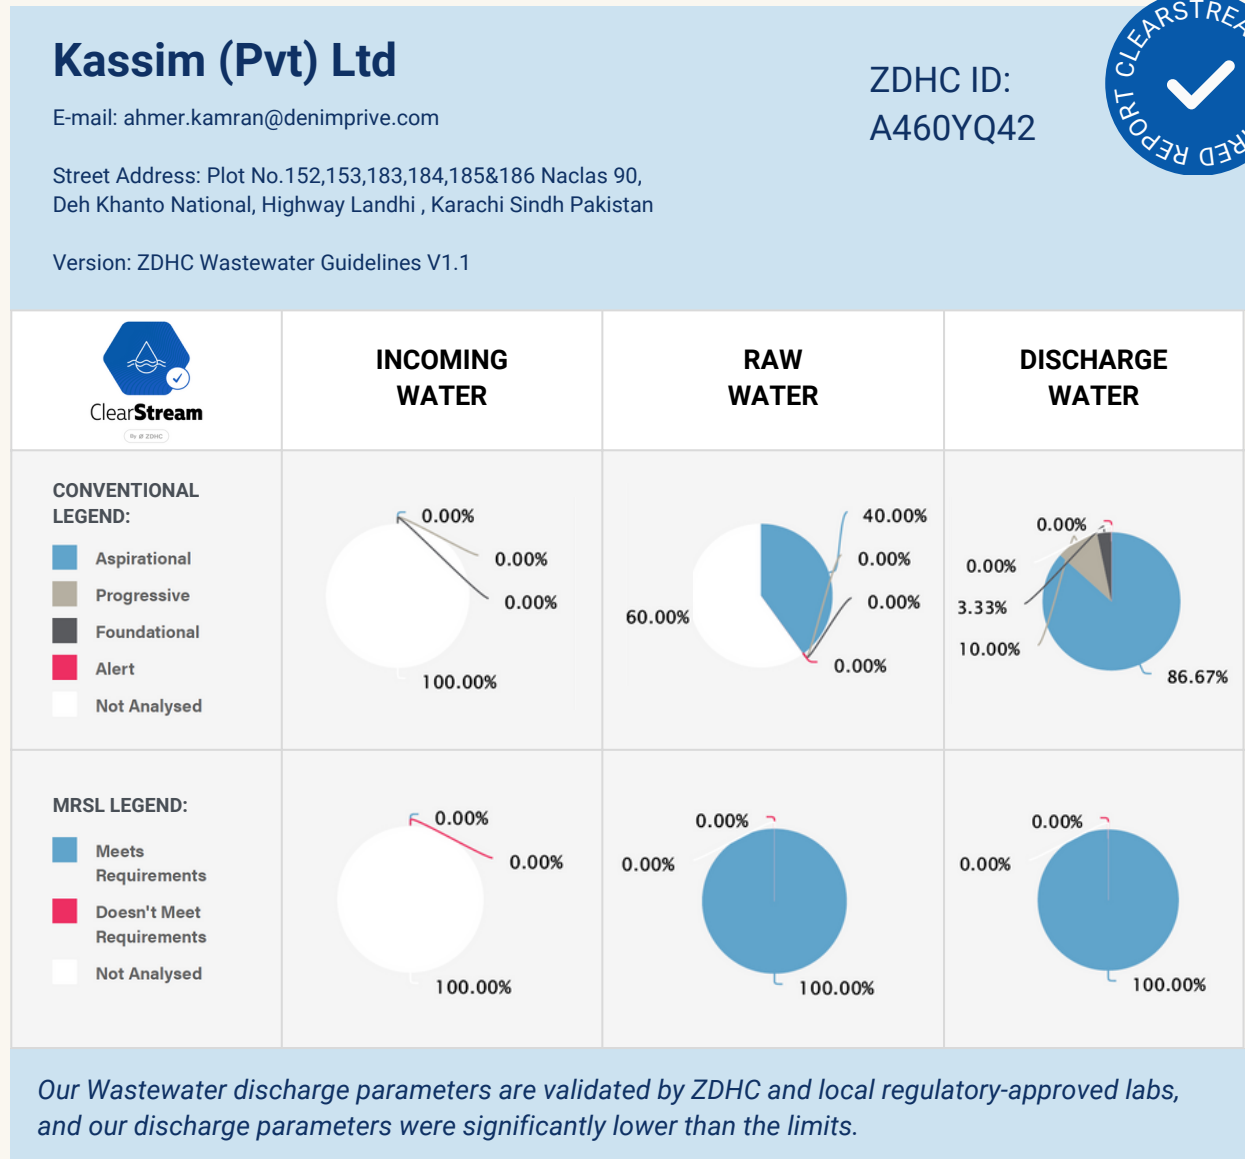 Kassim (Pvt) Ltd
E-mail: ahmer.kamran@denimprive.com
Street Address: Plot No.152,153,183,184,185&186 Naclas 90,
Deh Khanto National, Highway Landhi , Karachi Sindh Pakistan
Version: ZDHC Wastewater Guidelines V1.1
ZDHC ID:
A460YQ42
REPORT CLEARSTREA
RED
ClearStream
By ZDHC
INCOMING
WATER
RAW
WATER
DISCHARGE
WATER
CONVENTIONAL
LEGEND:
Aspirational
Progressive
Foundational
Alert
Not Analysed
0.00%
0.00%
0.00%
100.00%
40.00%
0.00%
0.00%
60.00%
0.00%
0.00%
0.00%
3.33%
10.00%
86.67%
MRSL LEGEND:
Meets
Requirements
Doesn't Meet
Requirements
Not Analysed
0.00%
0.00%
100.00%
0.00%
0.00%
100.00%
0.00%
0.00%
100.00%
Our Wastewater discharge parameters are validated by ZDHC and local regulatory-approved labs,
and our discharge parameters were significantly lower than the limits.